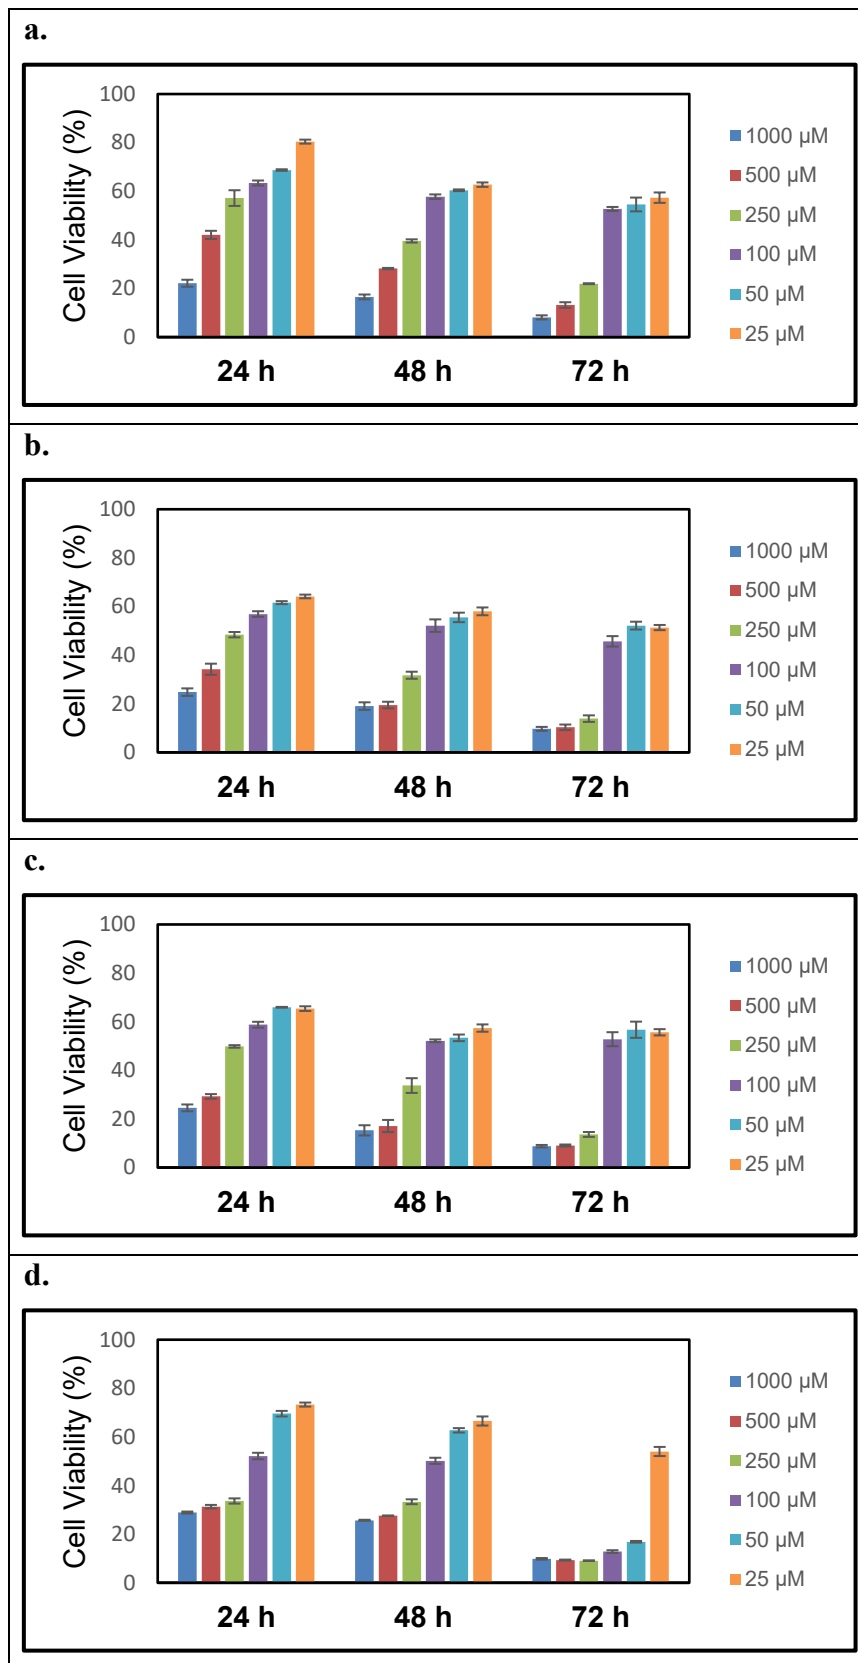 a.
Cell Viability (%)
100
80
60
40
20
0
24 h 48 h 72 h
1000 µM
500 µM
250 µM
100 µM
50 µM
25 µM
b.
Cell Viability (%)
100
80
60
40
20
0
24 h 48 h 72 h
1000 µM
500 µM
250 µM
100 µM
50 µM
25 µM
c.
Cell Viability (%)
100
80
60
40
20
0
24 h 48 h 72 h
1000 µM
500 µM
250 µM
100 µM
50 µM
25 µM
d.
Cell Viability (%)
100
80
60
40
20
0
24 h 48 h 72 h
1000 µM
500 µM
250 µM
100 µM
50 µM
25 µM